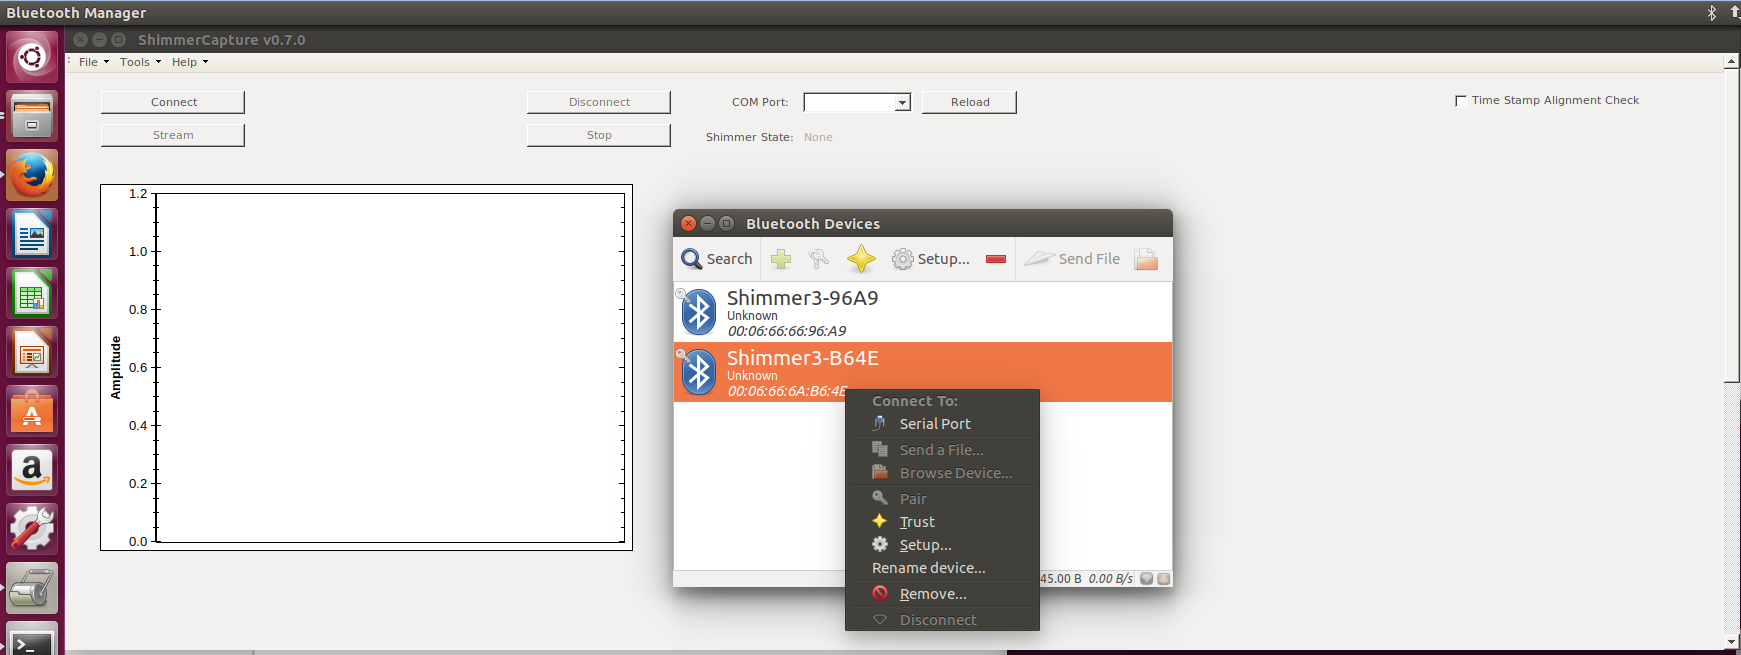 Bluetooth Manager
ShimmerCapture v0.7.0
File Tools Help
Connect Disconnect COM Port: Reload Time Stamp Alignment Check
Stream Stop Shimmer State: None
1.2
1.0
0.8
0.6
0.4
0.2
0.0
Amplitude
Bluetooth Devices
Search Setup... Send File
Shimmer3-96A9
Unknown
00:06:66:66:96:A9
Shimmer3-B64E
Unknown
00:06:66:6A:B6:4E
Connect To:
Serial Port
Send a File...
Browse Device...
Pair
Trust
Setup...
Rename device...
Remove...
Disconnect
45.00 B 0.00 B/s
a
>_